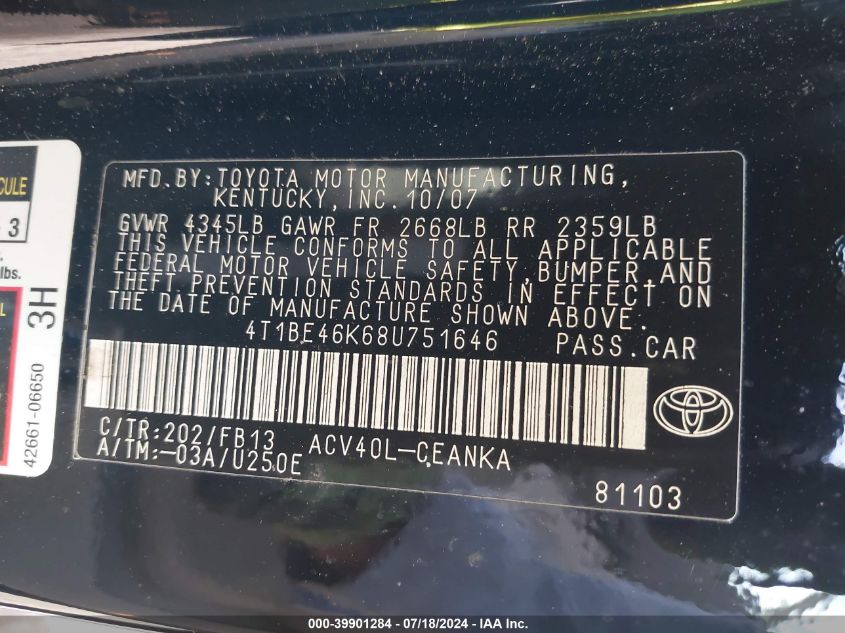 MFD.BY:TOYOTA MOTOR MANUFACTURING,
KENTUCKY,INC. 10/07
GVWR 4345LB GAWR FR 2668LB RR 2359LB
THIS VEHICLE CONFORMS TO ALL APPLICABLE
FEDERAL MOTOR VEHICLE SAFETY,BUMPER,AND
THEFT PREVENTION STANDARDS IN EFFECT ON
THE DATE OF MANUFACTURE SHOWN ABOVE.
4T1BE46K68U751646 PASS.CAR
C/TR:202/FB13 ACV40L-CEANKA
A/TM:-03A/U250E
81103
3
lbs.
3H
42661-06650
000-39901284 - 07/18/2024 - IAA Inc.